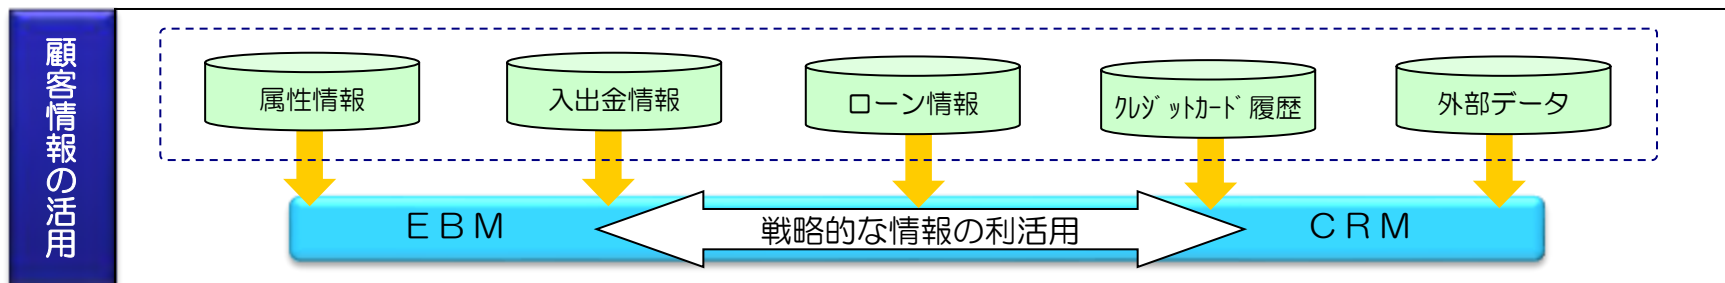 顧客情報の活用
属性情報
入出金情報
ローン情報
ｸﾚｼﾞｯﾄｶｰﾄﾞ履歴
外部データ
ＥＢＭ
戦略的な情報の利活用
ＣＲＭ